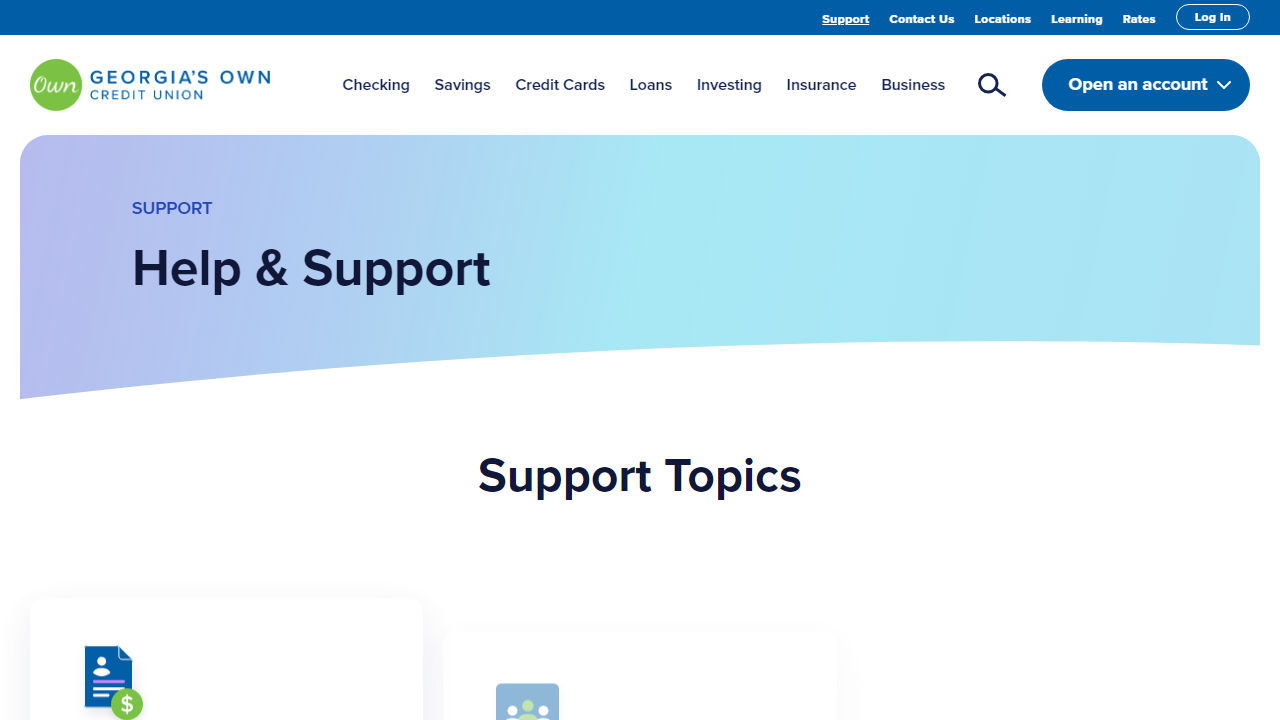 Support Contact Us Locations Learning Rates Log In
Own GEORGIA'S OWN
CREDIT UNION
Checking Savings Credit Cards Loans Investing Insurance Business Open an account
SUPPORT
Help & Support
Support Topics
$